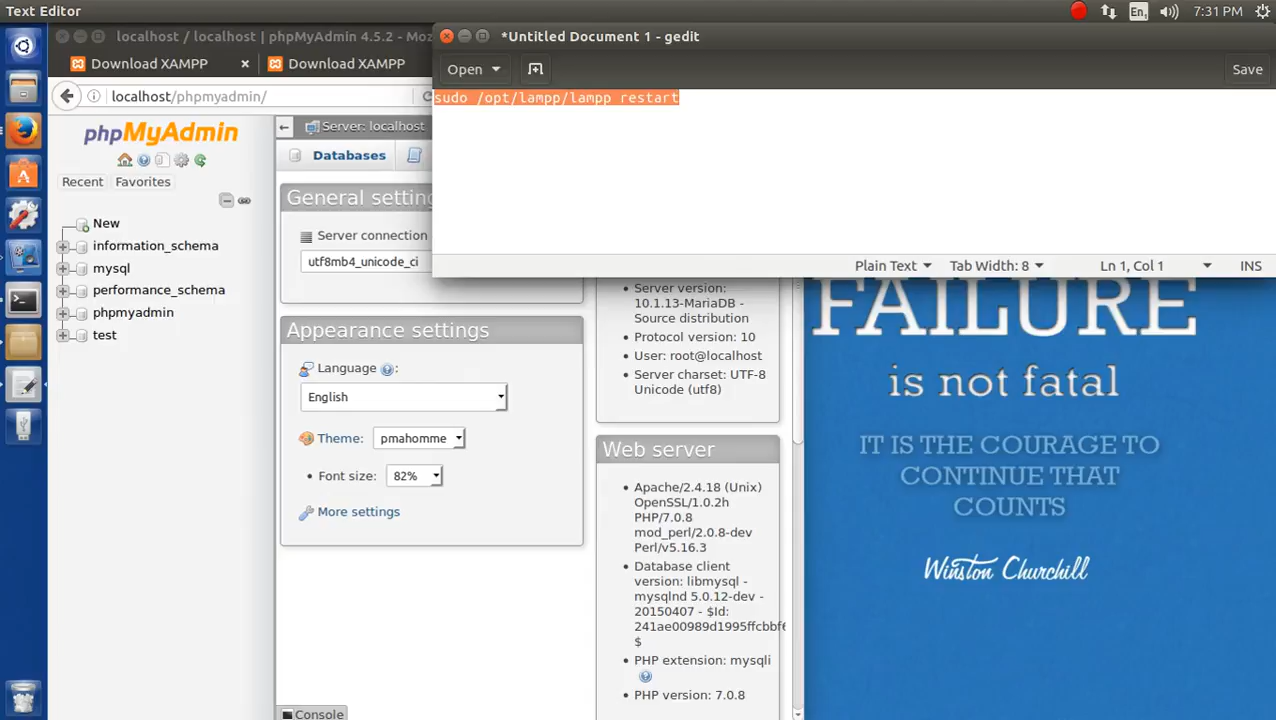 Text Editor
En1
7:31 PM
localhost / localhost | phpMyAdmin 4.5.2 - Moz
*Untitled Document 1 - gedit
Download XAMPP
Download XAMPP
Open
Save
localhost/phpmyadmin/
sudo /opt/lampp/lampp restart
phpMyAdmin
Server: localhost
Recent
Favorites
Databases
General setting
New
information_schema
mysql
performance_schema
phpmyadmin
test
Server connection
utf8mb4_unicode_ci
Plain Text
Tab Width: 8
Ln 1, Col 1
INS
Appearance settings
Language
:
English
Theme:
pmahomme
Font size:
82%
More settings
Server version:
10.1.13-MariaDB -
Source distribution
Protocol version: 10
User: root@localhost
Server charset: UTF-8
Unicode (utf8)
Web server
Apache/2.4.18 (Unix)
OpenSSL/1.0.2h
PHP/7.0.8
mod_perl/2.0.8-dev
Perl/v5.16.3
Database client
version: libmysql -
mysqlnd 5.0.12-dev -
20150407 - $Id:
241ae00989d1995ffcbbf6
$
PHP extension: mysqli
PHP version: 7.0.8
Console
FAILURE
is not fatal
IT IS THE COURAGE TO
CONTINUE THAT
COUNTS
Winston Churchill